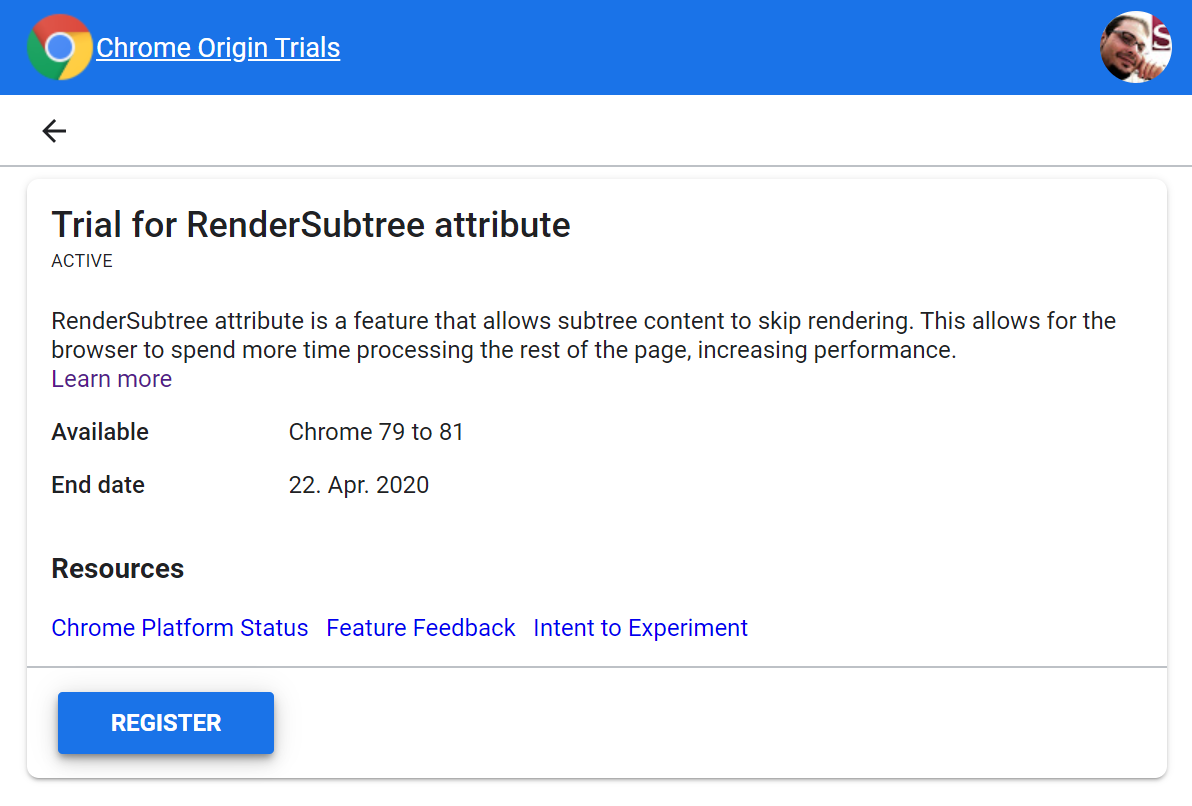 Chrome Origin Trials
Trial for RenderSubtree attribute
ACTIVE
RenderSubtree attribute is a feature that allows subtree content to skip rendering. This allows for the
browser to spend more time processing the rest of the page, increasing performance.
Learn more
Available Chrome 79 to 81
End date 22. Apr. 2020
Resources
Chrome Platform Status Feature Feedback Intent to Experiment
REGISTER